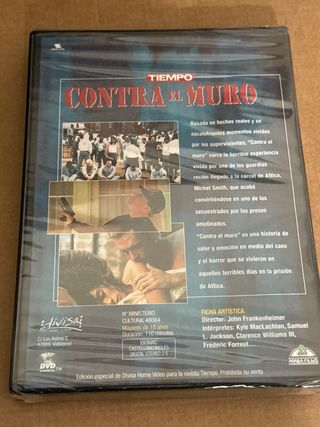 TIEMPO
CONTRA EL MURO
Basada en hechos reales y en
escalofriantes momentos vividos
por los supervivientes, "Contra el
muro" narra la horrible experiencia
vivida por uno de los guardias
recién llegado a la cárcel de Attica.
Michel Smith, que acabó
convirtiéndose en uno de los
secuestrados por los presos
amotinados.
"Contra el muro" es una historia de
valor y emoción en medio del caos
y el horror que se vivieron en
aquellos terribles días en la prisión
de Attica.
divisa
C/ Las Astros 2.
47009. Valladolid
DVD
Nº MINISTERIO
CULTURA: 48064
Mayores de 18 años
Duración: 110 minutos
IDIOMAS
CASTELLANO/INGLÉS
DIGITAL STEREO 2.0
FICHA ARTÍSTICA
Director: John Frankenheimer
Intérpretes: Kyle MacLachlan, Samuel
L. Jackson, Clarence Williams III,
Frederic Forrest...
Edición especial de Divisa Home Video para la revista Tiempo. Prohibida su venta